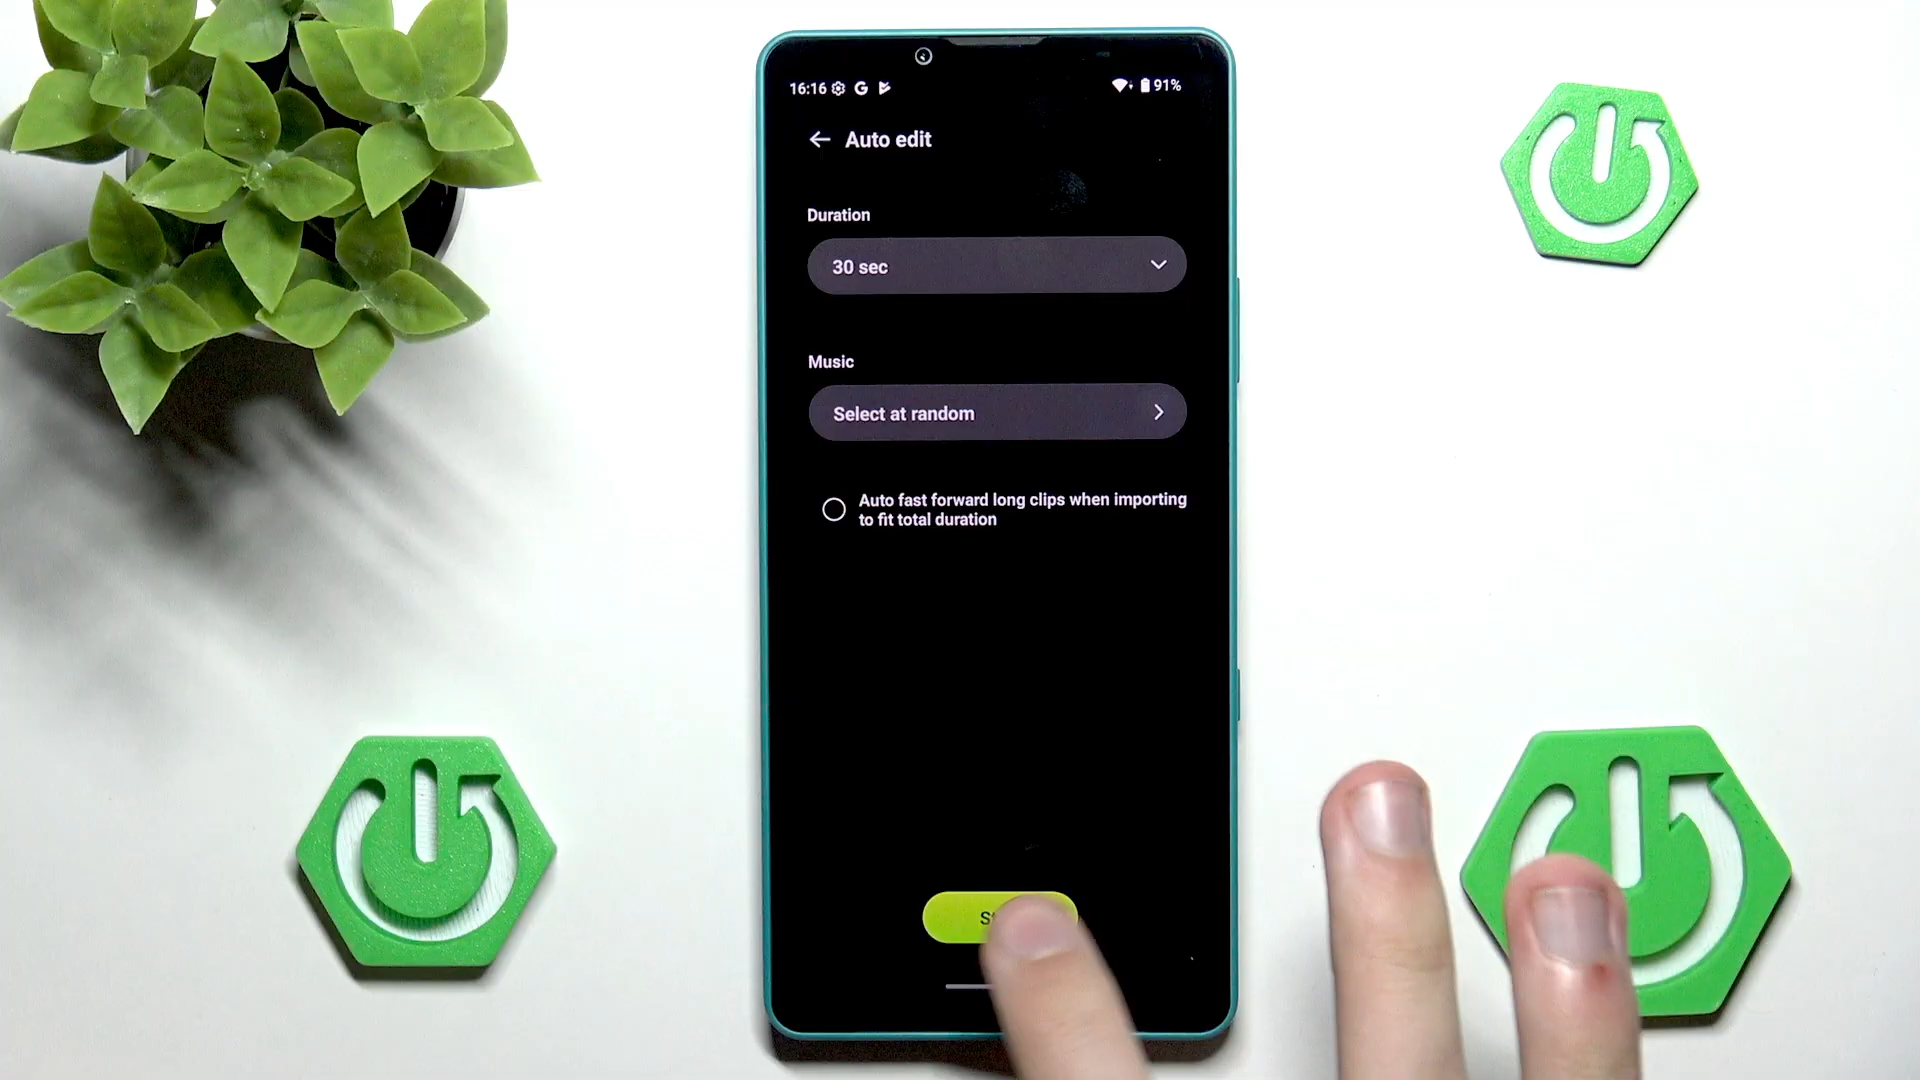 16:16 91%
Auto edit
Duration
30 sec
Music
Select at random
Auto fast forward long clips when importing
to fit total duration